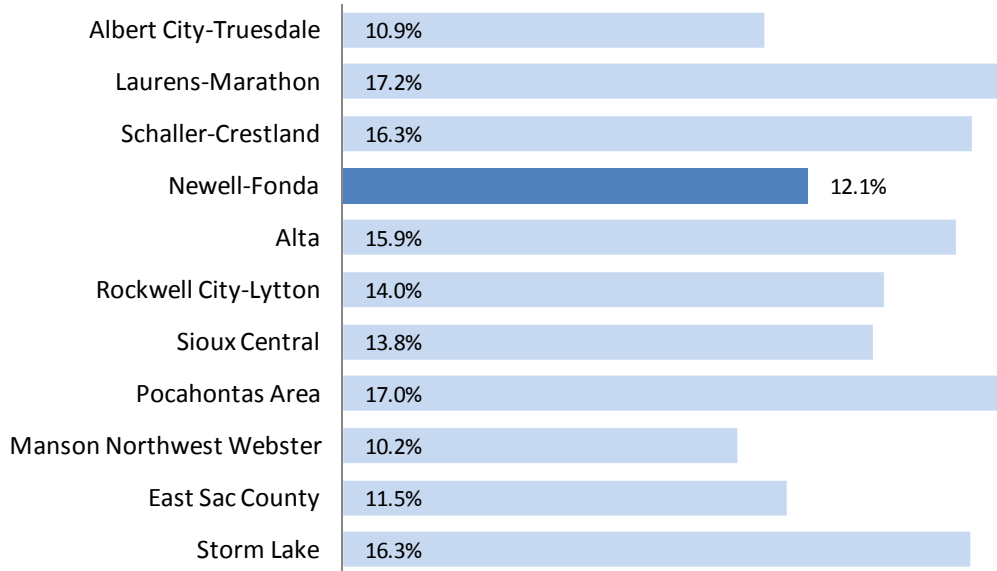 Albert City-Truesdale 10.9%
Laurens-Marathon 17.2%
Schaller-Crestland 16.3%
Newell-Fonda 12.1%
Alta 15.9%
Rockwell City-Lytton 14.0%
Sioux Central 13.8%
Pocahontas Area 17.0%
Manson Northwest Webster 10.2%
East Sac County 11.5%
Storm Lake 16.3%